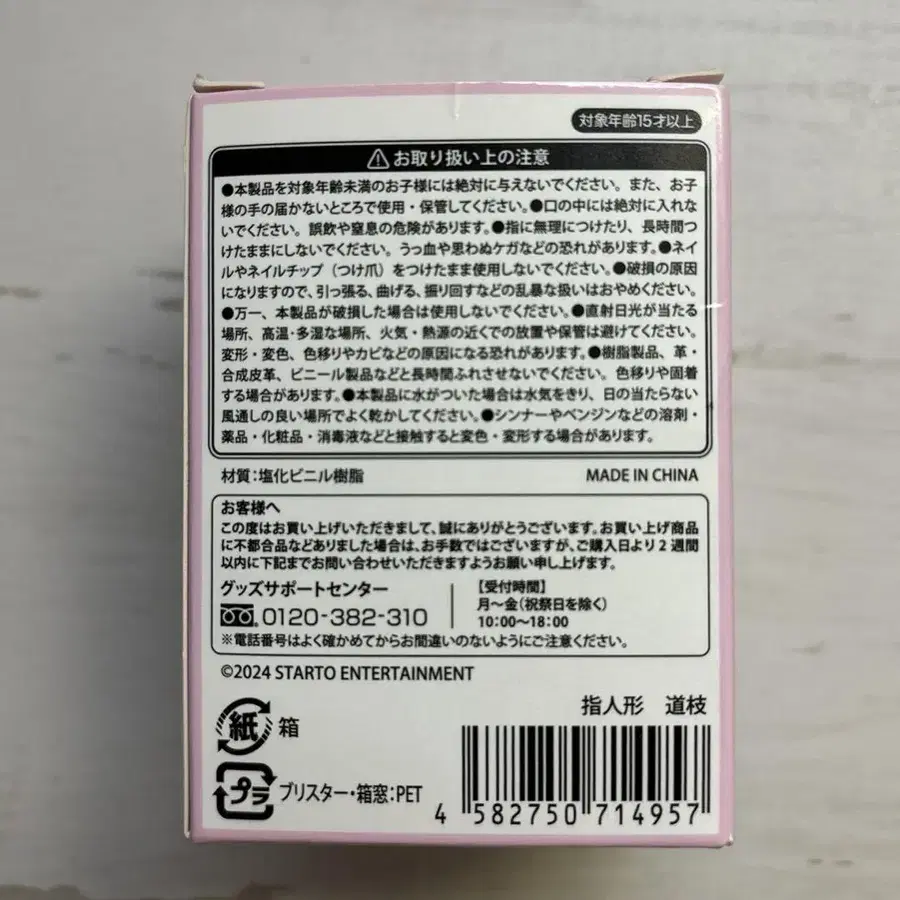 対象年齢15才以上
お取り扱い上の注意
●本製品を対象年齢未満のお子様には絶対に与えないでください。また、お子
様の手の届かないところで使用・保管してください。●口の中には絶対に入れな
いでください。誤飲や窒息の危険があります。●指に無理につけたり、長時間つ
けたままにしないでください。うっ血や思わぬケガなどの恐れがあります。●ネイ
ルやネイルチップ（つけ爪）をつけたまま使用しないでください。●破損の原因
になりますので、引っ張る、曲げる、振り回すなどの乱暴な扱いはおやめください。
●万一、本製品が破損した場合は使用しないでください。●直射日光が当たる
場所、高温・多湿な場所、火気・熱源の近くでの放置や保管は避けてください。
変形・変色、色移りやカビなどの原因になる恐れがあります。●樹脂製品、革・
合成皮革、ビニール製品などと長時間ふれさせないでください。色移りや固着
する場合があります。●本製品に水がついた場合は水気をきり、日の当たらない
風通しの良い場所でよく乾かしてください。●シンナーやベンジンなどの溶剤・
薬品・化粧品・消毒液などと接触すると変色・変形する場合があります。
材質：塩化ビニル樹脂 MADE IN CHINA
お客様へ
この度はお買い上げいただきまして、誠にありがとうございます。お買い上げ商品
に不都合品などありました場合は、お手数ではございますが、ご購入日より2週間
以内に下記までお問い合わせいただきますようお願い申し上げます。
グッズサポートセンター
0120-382-310
【受付時間】
月～金（祝祭日を除く）
10:00～18:00
※電話番号はよく確かめてからお間違いのないようにご注意ください。
©2024 STARTO ENTERTAINMENT
指人形 道枝
紙 箱
プラ ブリスター・箱窓：PET
4 582750 714957